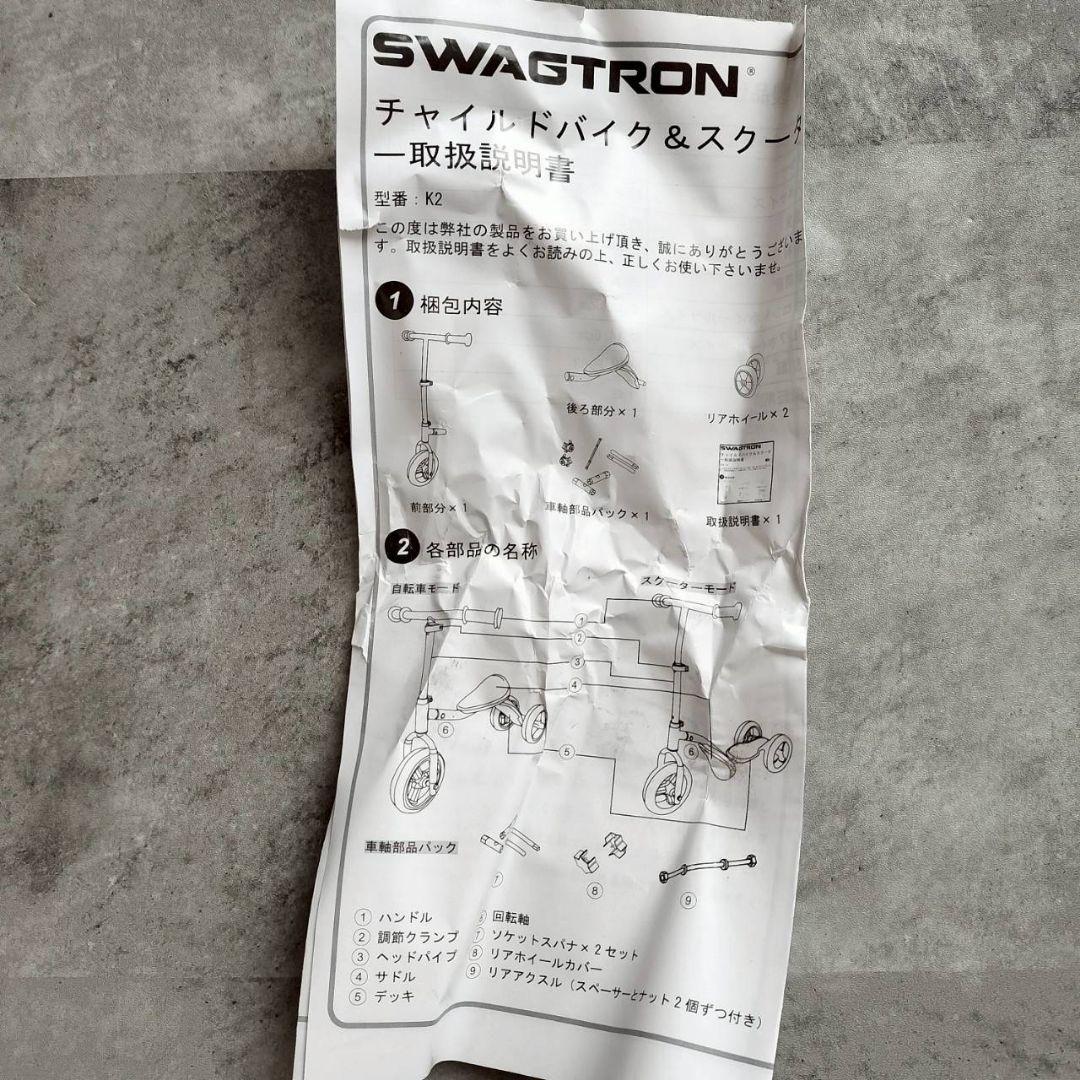 SWAGTRON®
チャイルドバイク＆スクータ
ー取扱説明書
型番：K2
この度は弊社の製品をお買い上げ頂き、誠にありがとうございま
す。取扱説明書をよくお読みの上、正しくお使い下さいませ。
1 梱包内容
後ろ部分×1
リアホイール×2
SWAGTRON
前部分×1
車軸部品パック×1
取扱説明書×1
2 各部品の名称
自転車モード
スクーターモード
①
②
③
④
⑤
⑥
⑥
車軸部品パック
⑦
⑧
⑨
① ハンドル
② 調節クランプ
③ ヘッドパイプ
④ サドル
⑤ デッキ
⑥ 回転軸
⑦ ソケットスパナ×2セット
⑧ リアホイールカバー
⑨ リアアクスル（スペーサーとナット2個ずつ付き）